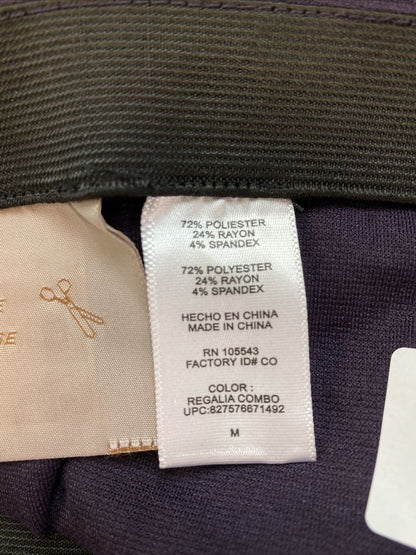 72% POLIESTER
24% RAYON
4% SPANDEX
72% POLYESTER
24% RAYON
4% SPANDEX
HECHO EN CHINA
MADE IN CHINA
RN 105543
FACTORY ID# CO
COLOR :
REGALIA COMBO
UPC:827576671492
M